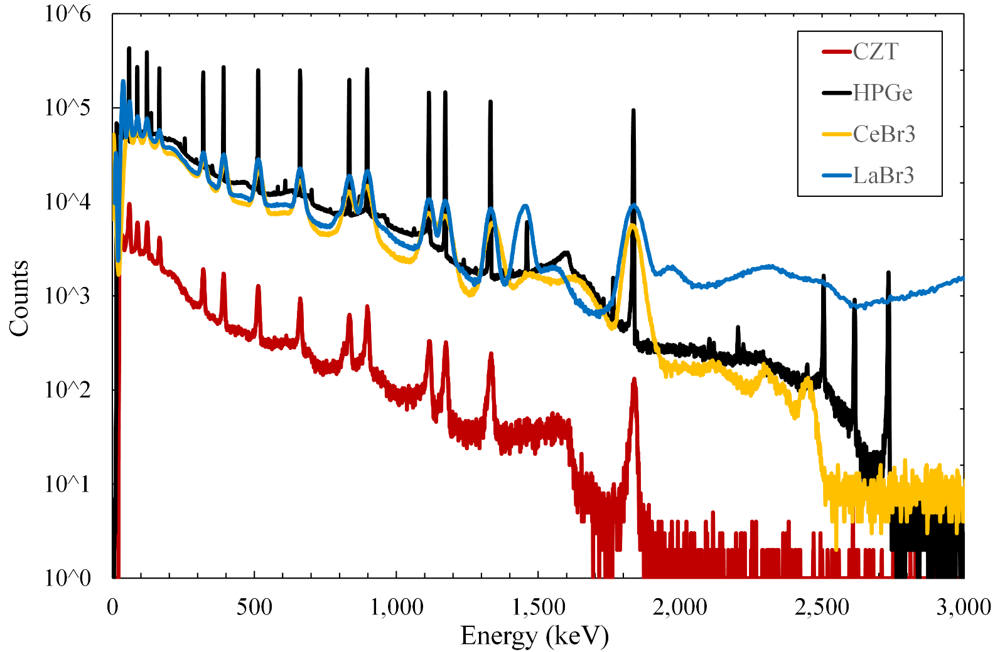 10^6
10^5
10^4
10^3
10^2
10^1
10^0
Counts
CZT
HPGe
CeBr3
LaBr3
0 500 1,000 1,500 2,000 2,500 3,000
Energy (keV)